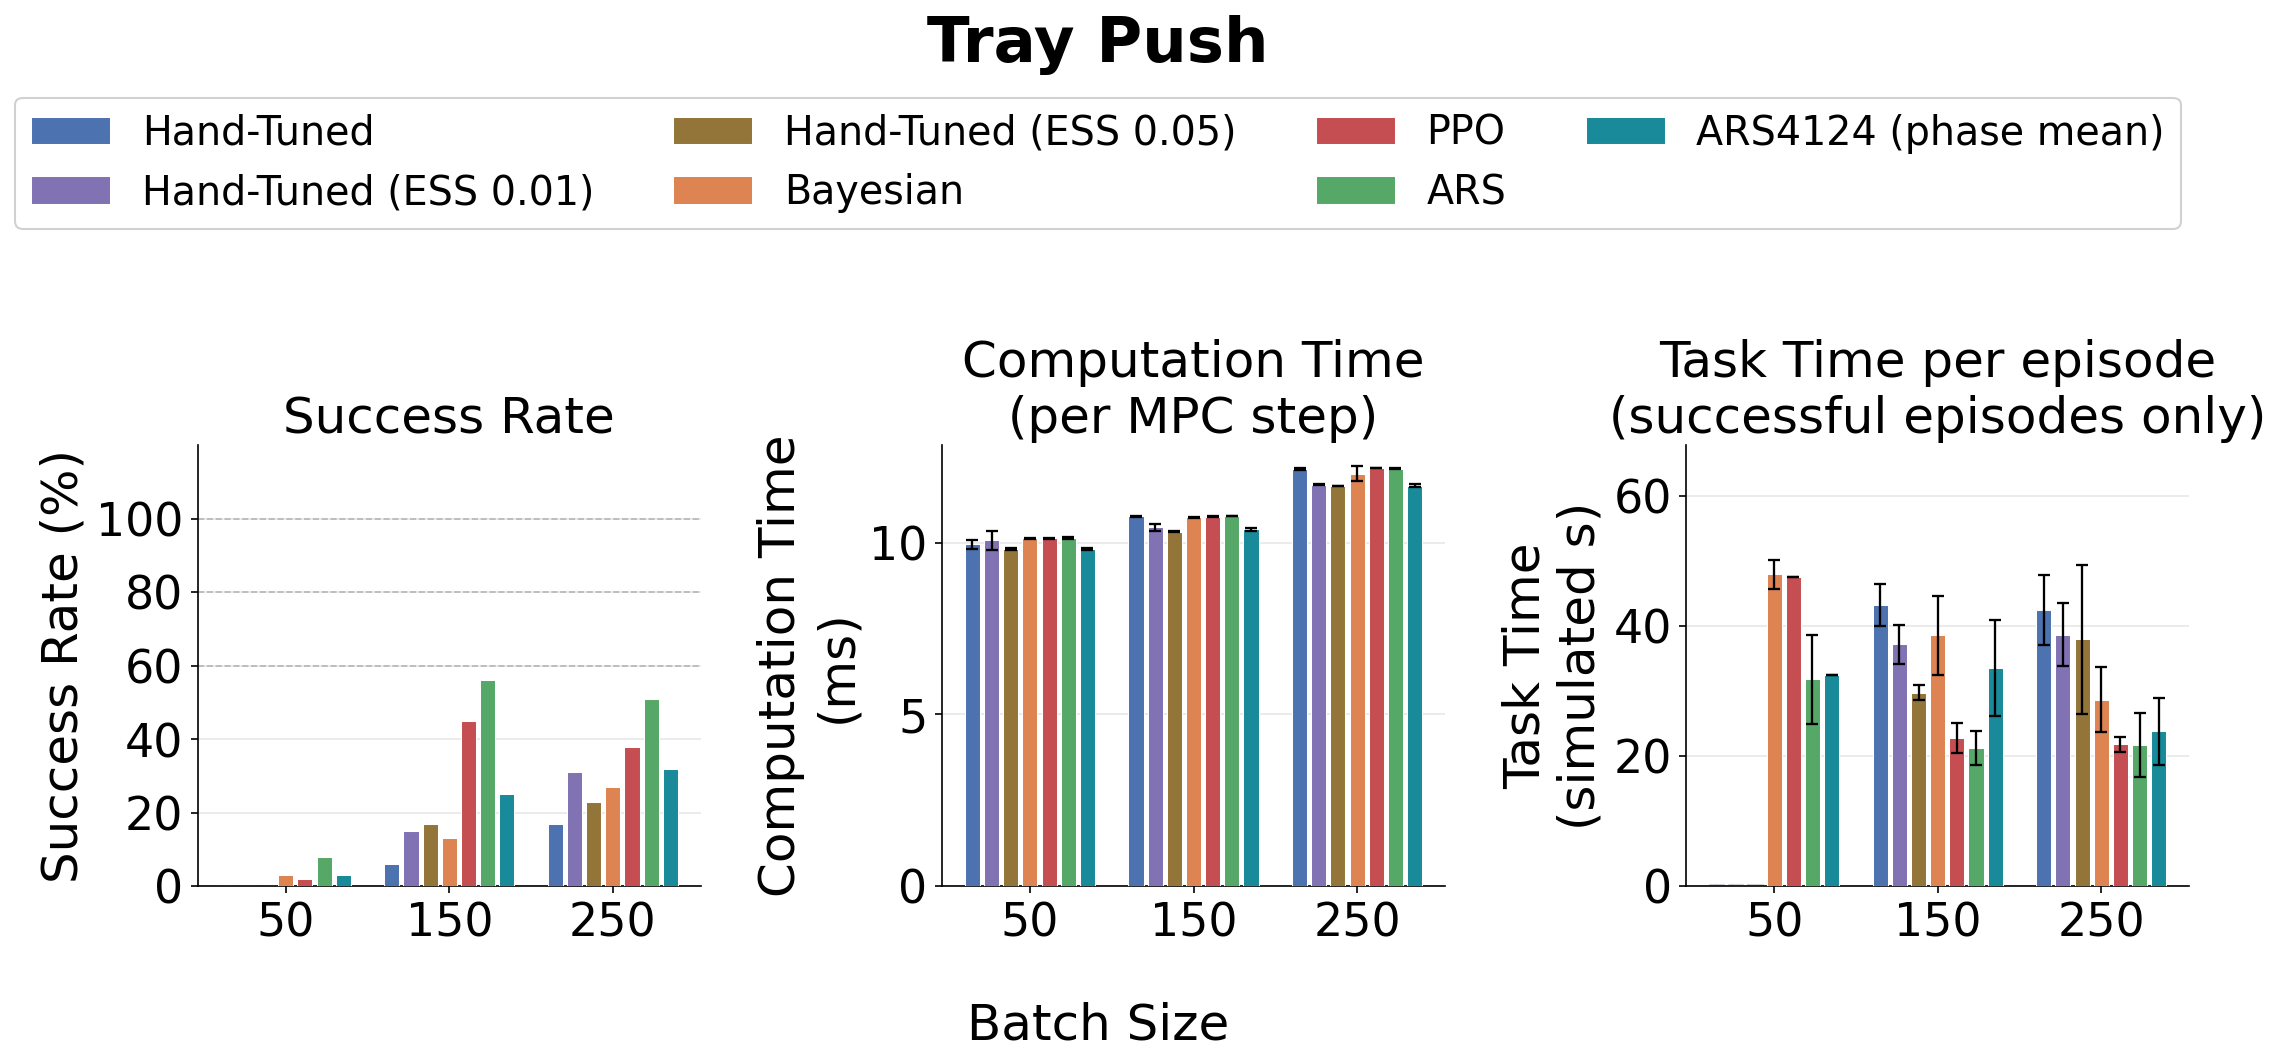 Tray Push
Hand-Tuned
Hand-Tuned (ESS 0.01)
Hand-Tuned (ESS 0.05)
Bayesian
PPO
ARS
ARS4124 (phase mean)
Success Rate
Success Rate (%)
100
80
60
40
20
0
50 150 250
Computation Time
(per MPC step)
Computation Time
(ms)
10
5
0
50 150 250
Task Time per episode
(successful episodes only)
Task Time
(simulated s)
60
40
20
0
50 150 250
Batch Size